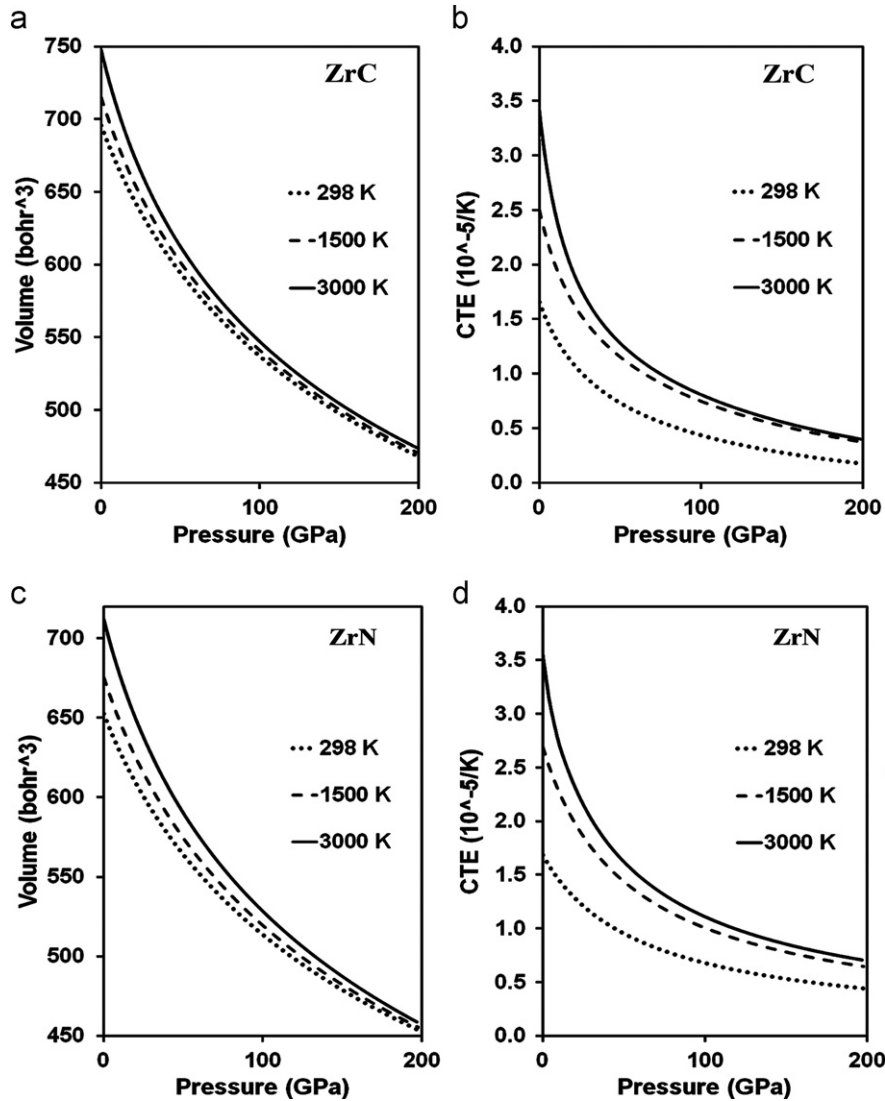 a
750
700
650
600
550
500
450
Volume (bohr^3)
ZrC
298 K
1500 K
3000 K
0
100
200
Pressure (GPa)
b
4.0
3.5
3.0
2.5
2.0
1.5
1.0
0.5
0.0
CTE (10^-5/K)
ZrC
298 K
1500 K
3000 K
0
100
200
Pressure (GPa)
c
700
650
600
550
500
450
Volume (bohr^3)
ZrN
298 K
1500 K
3000 K
0
100
200
Pressure (GPa)
d
4.0
3.5
3.0
2.5
2.0
1.5
1.0
0.5
0.0
CTE (10^-5/K)
ZrN
298 K
1500 K
3000 K
0
100
200
Pressure (GPa)